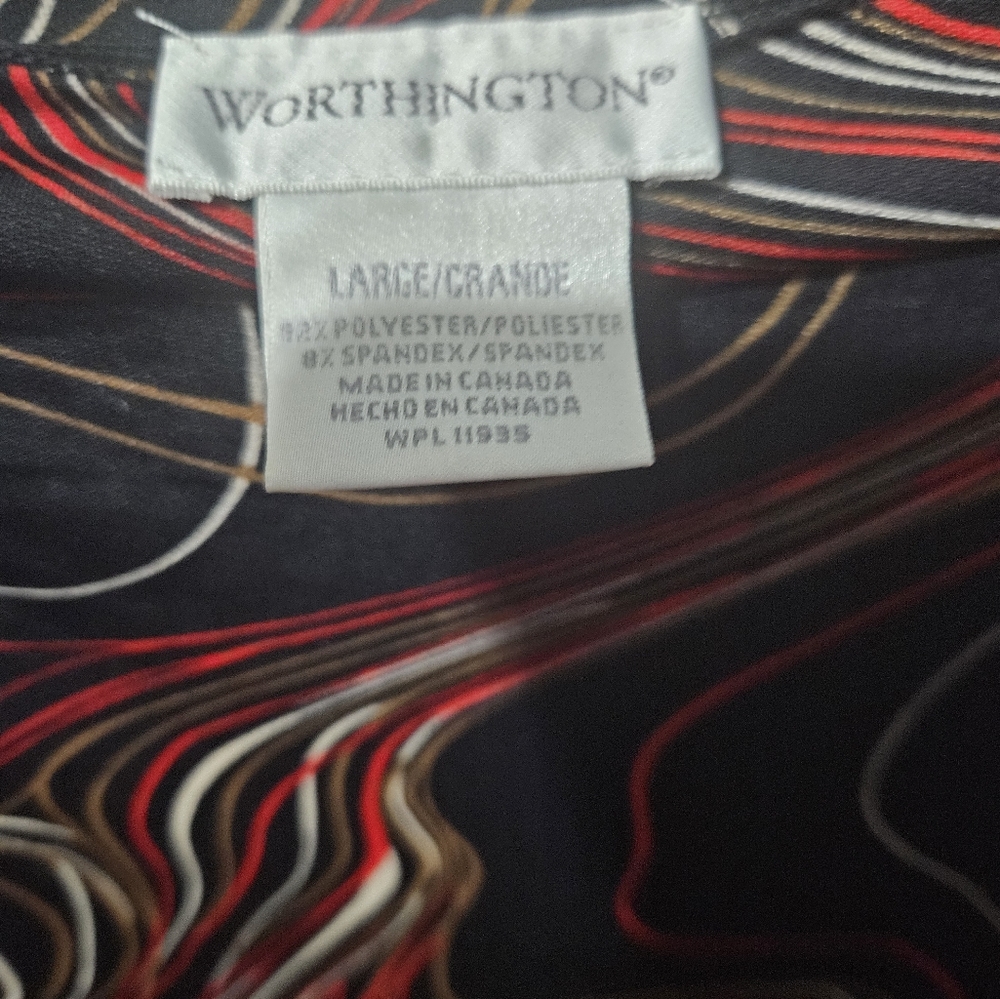 WORTHINGTON®
LARGE/GRANDE
92% POLYESTER/POLIESTER
8% SPANDEX/SPANDEX
MADE IN CANADA
HECHO EN CANADA
WPL 11935